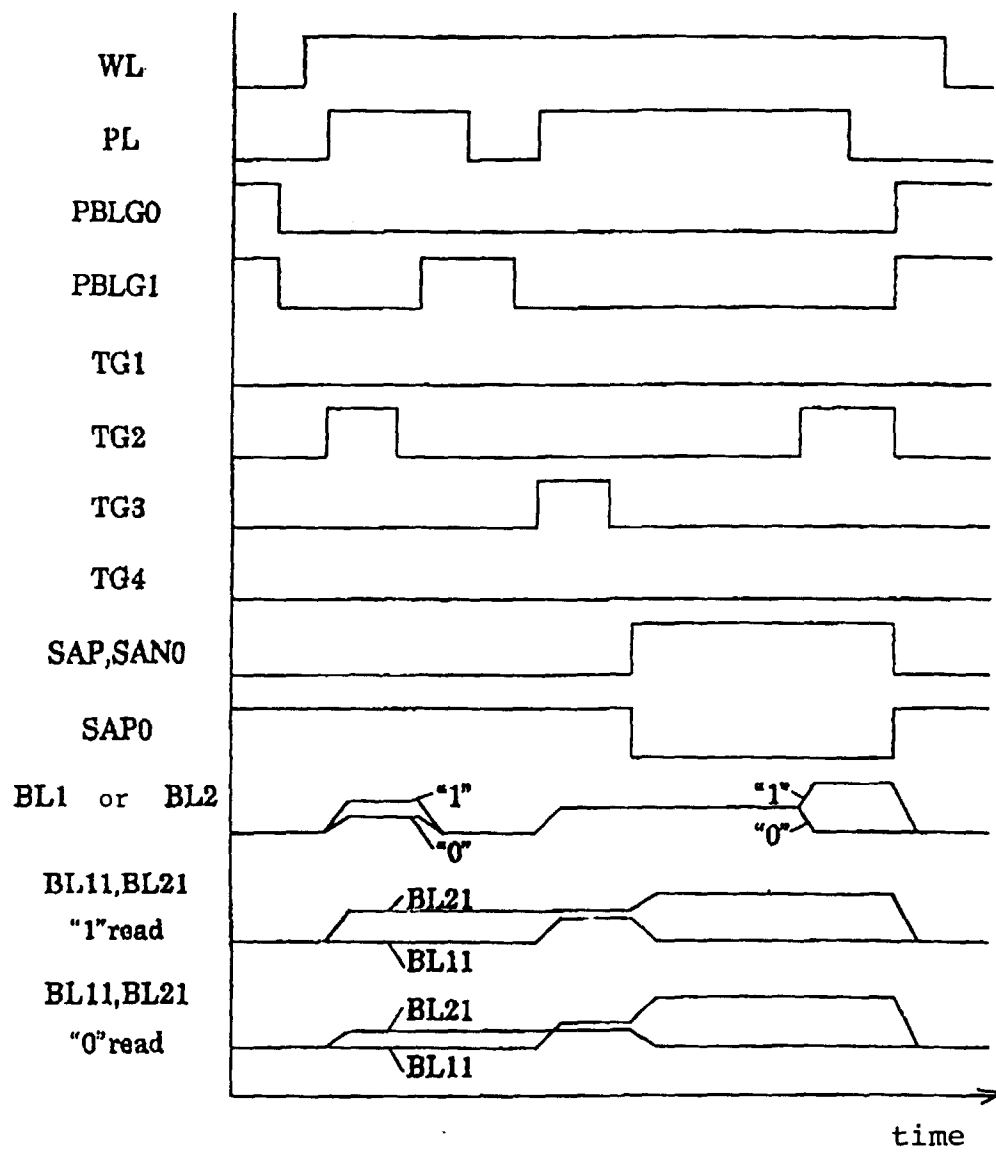 WL
PL
PBLG0
PBLG1
TG1
TG2
TG3
TG4
SAP,SAN0
SAP0
BL1 or BL2
"1"
"0"
"1"
"0"
BL11,BL21
"1"read
BL21
BL11
BL11,BL21
"0"read
BL21
BL11
time